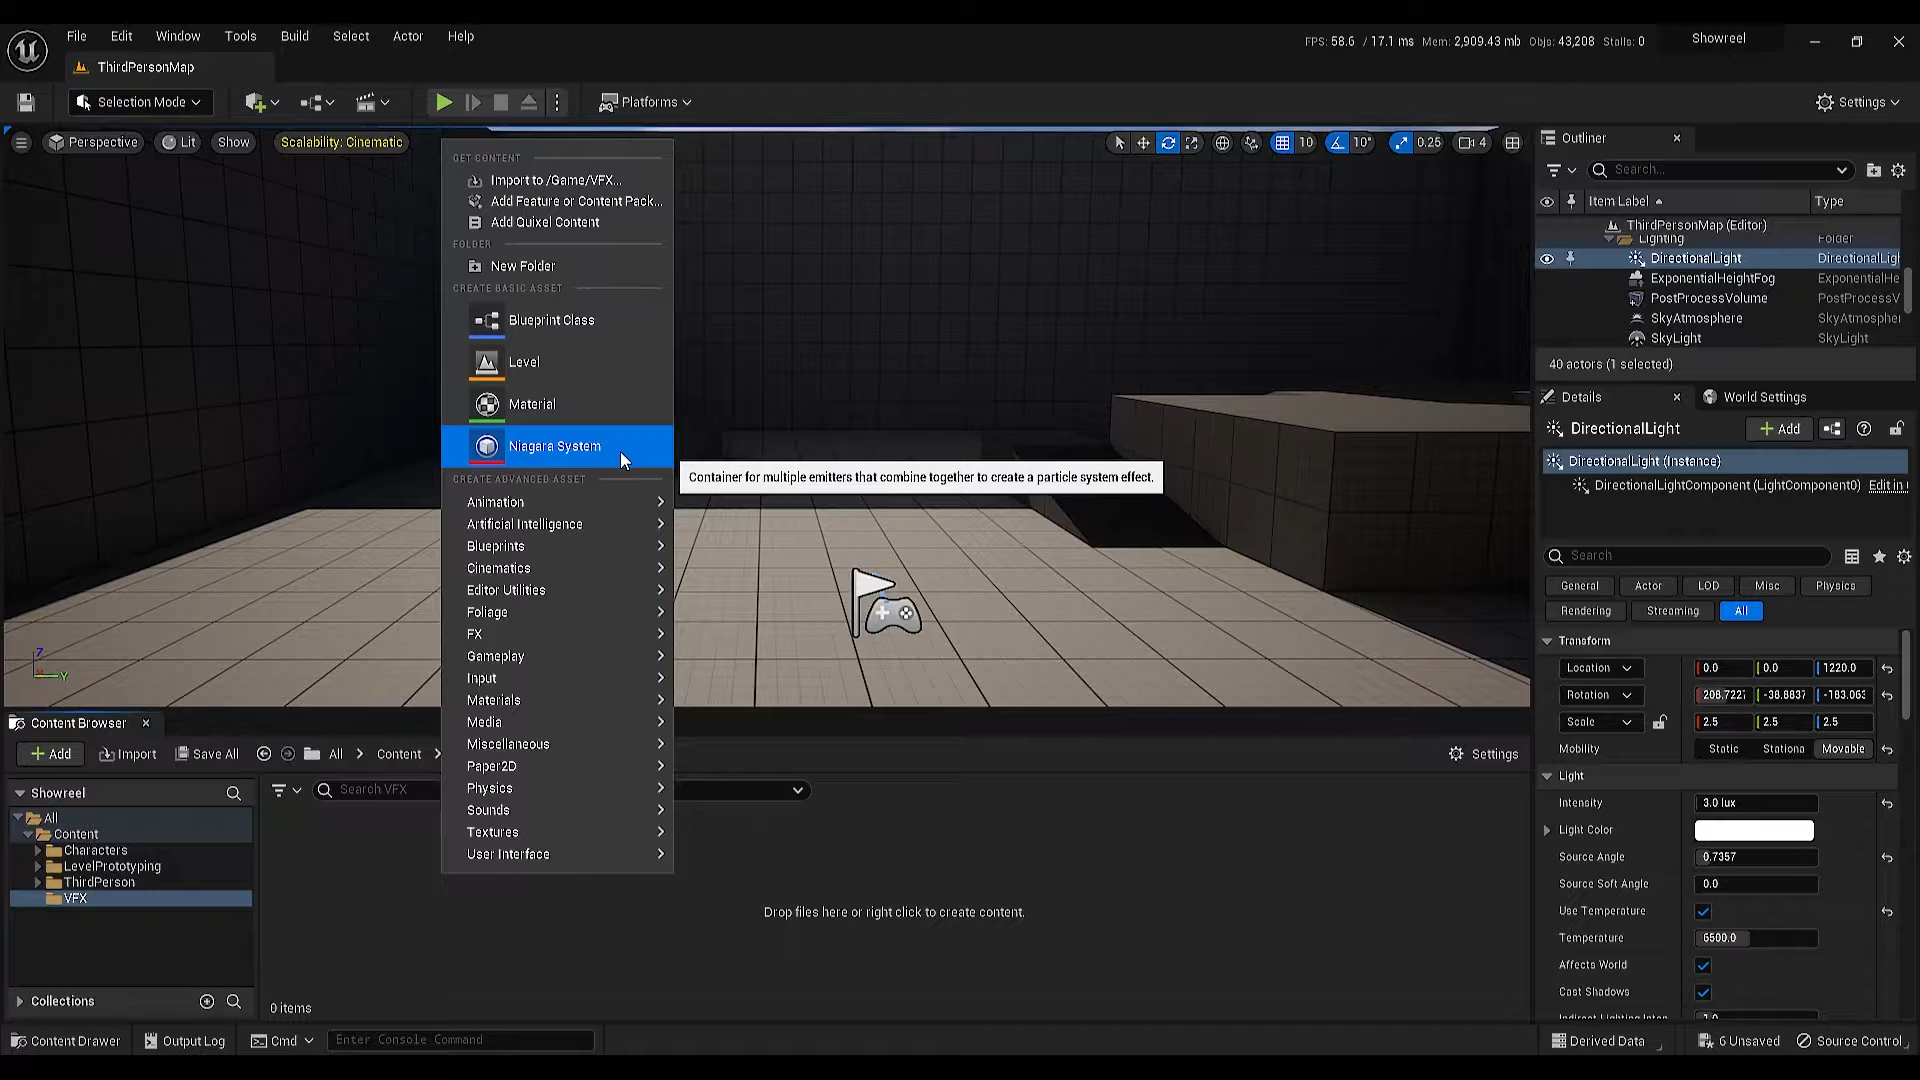 File Edit Window Tools Build Select Actor Help
FPS: 58.6 / 17.1 ms Mem: 2,909.43 mb Objs: 43,208 Stalls: 0
Showreel
ThirdPersonMap
Selection Mode
Platforms
Settings
Perspective Lit Show Scalability: Cinematic
10 10° 0.25 4
GET CONTENT
Import to /Game/VFX...
Add Feature or Content Pack...
Add Quixel Content
FOLDER
New Folder
CREATE BASIC ASSET
Blueprint Class
Level
Material
Niagara System
Container for multiple emitters that combine together to create a particle system effect.
CREATE ADVANCED ASSET
Animation
Artificial Intelligence
Blueprints
Cinematics
Editor Utilities
Foliage
FX
Gameplay
Input
Materials
Media
Miscellaneous
Paper2D
Physics
Sounds
Textures
User Interface
Z
Y
Outliner
Search...
Item Label Type
ThirdPersonMap (Editor)
Lighting Folder
DirectionalLight DirectionalLigh
ExponentialHeightFog ExponentialHe
PostProcessVolume PostProcessV
SkyAtmosphere SkyAtmospher
SkyLight SkyLight
40 actors (1 selected)
Details World Settings
DirectionalLight Add
DirectionalLight (Instance)
DirectionalLightComponent (LightComponent0) Edit in
Search
General Actor LOD Misc Physics
Rendering Streaming All
Transform
Location 0.0 0.0 1220.0
Rotation 208.722 -38.8837 -183.063
Scale 2.5 2.5 2.5
Mobility Static Stationa Movable
Light
Intensity 3.0 lux
Light Color
Source Angle 0.7357
Source Soft Angle 0.0
Use Temperature
Temperature 6500.0
Affects World
Cast Shadows
Content Browser
Add Import Save All All Content
Settings
Showreel
Search VFX
All
Content
Characters
LevelPrototyping
ThirdPerson
VFX
Drop files here or right click to create content.
Collections
0 items
Content Drawer Output Log Cmd Enter Console Command
Derived Data 6 Unsaved Source Control